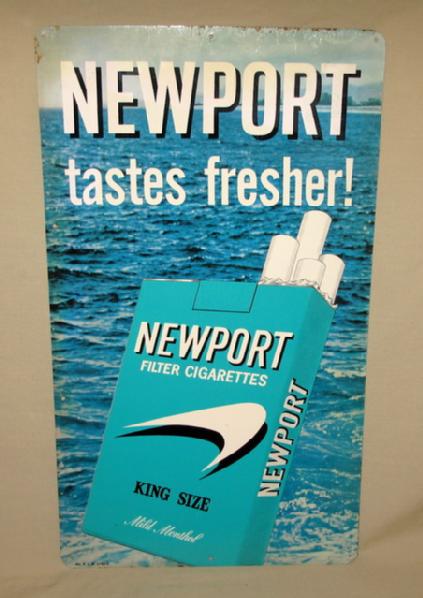 NEWPORT
tastes fresher!
NEWPORT
FILTER CIGARETTES
NEWPORT
KING SIZE
Mild Menthol